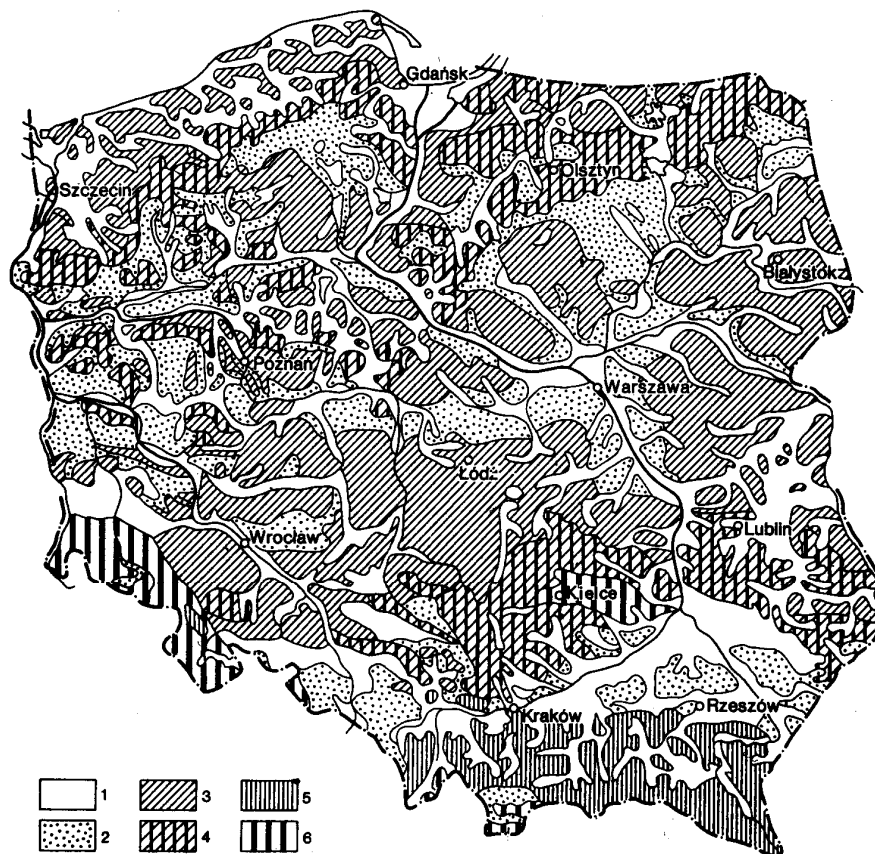 Gdańsk
Olsztyn
Szczecin
Białystok
Poznań
Warszawa
Łódź
Wrocław
Lublin
Kielce
Kraków
Rzeszów
1 3 5
2 4 6